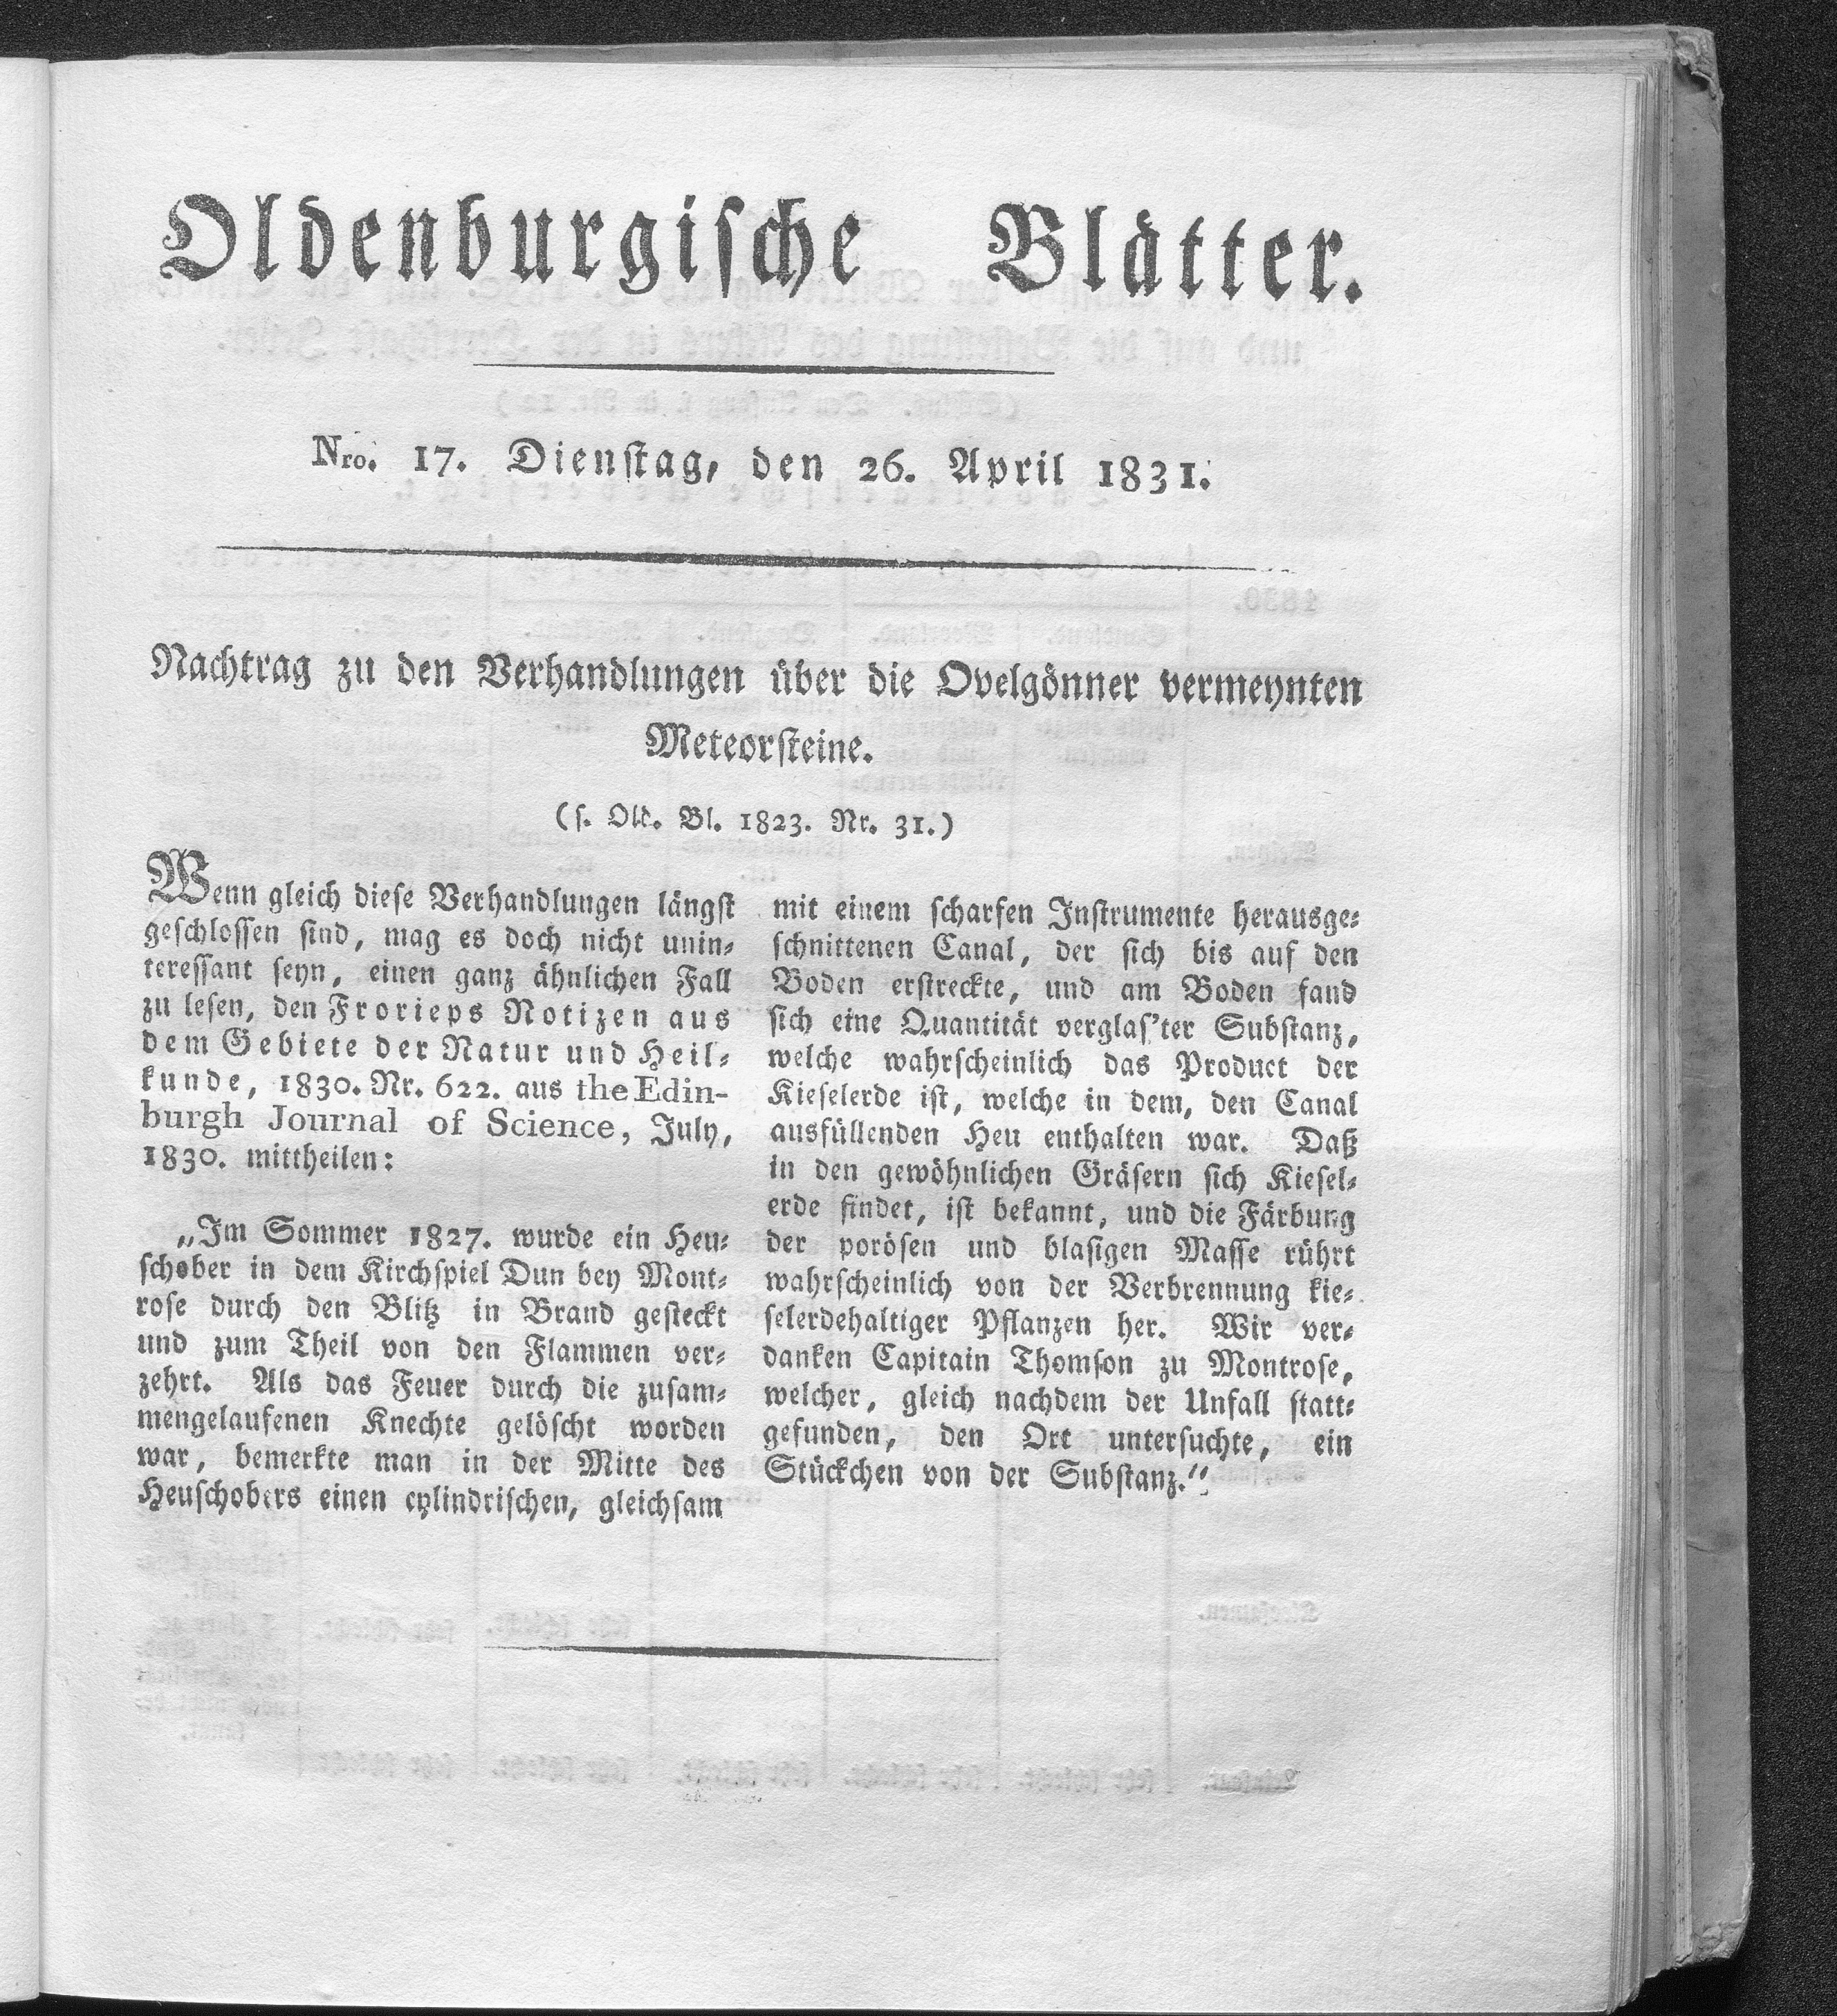 Oldenburgische Blätter.
Nro. 17. Dienstag, den 26. April 1831.
Nachtrag zu den Verhandlungen über die Ovelgönner vermeynten
Meteorsteine.
(s. Old. Bl. 1823. Nr. 31.)
Wenn gleich diese Verhandlungen längst
geschlossen sind, mag es doch nicht unin-
teressant seyn, einen ganz ähnlichen Fall
zu lesen, den Frorieps Notizen aus
dem Gebiete der Natur und Heil-
kunde, 1830. Nr. 622. aus the Edin-
burgh Journal of Science, July,
1830. mittheilen:
„Im Sommer 1827. wurde ein Heu-
schober in dem Kirchspiel Dun bey Mont-
rose durch den Blitz in Brand gesteckt
und zum Theil von den Flammen ver-
zehrt. Als das Feuer durch die zusam-
mengelaufenen Knechte gelöscht worden
war, bemerkte man in der Mitte des
Heuschobers einen cylindrischen, gleichsam
mit einem scharfen Instrumente herausge-
schnittenen Canal, der sich bis auf den
Boden erstreckte, und am Boden fand
sich eine Quantität verglas'ter Substanz,
welche wahrscheinlich das Product der
Kieselerde ist, welche in dem, den Canal
ausfüllenden Heu enthalten war. Daß
in den gewöhnlichen Gräsern sich Kiesel-
erde findet, ist bekannt, und die Färbung
der porösen und blasigen Masse rührt
wahrscheinlich von der Verbrennung kie-
selerdehaltiger Pflanzen her. Wir ver-
danken Capitain Thomson zu Montrose,
welcher, gleich nachdem der Unfall statt-
gefunden, den Ort untersuchte, ein
Stückchen von der Substanz.“